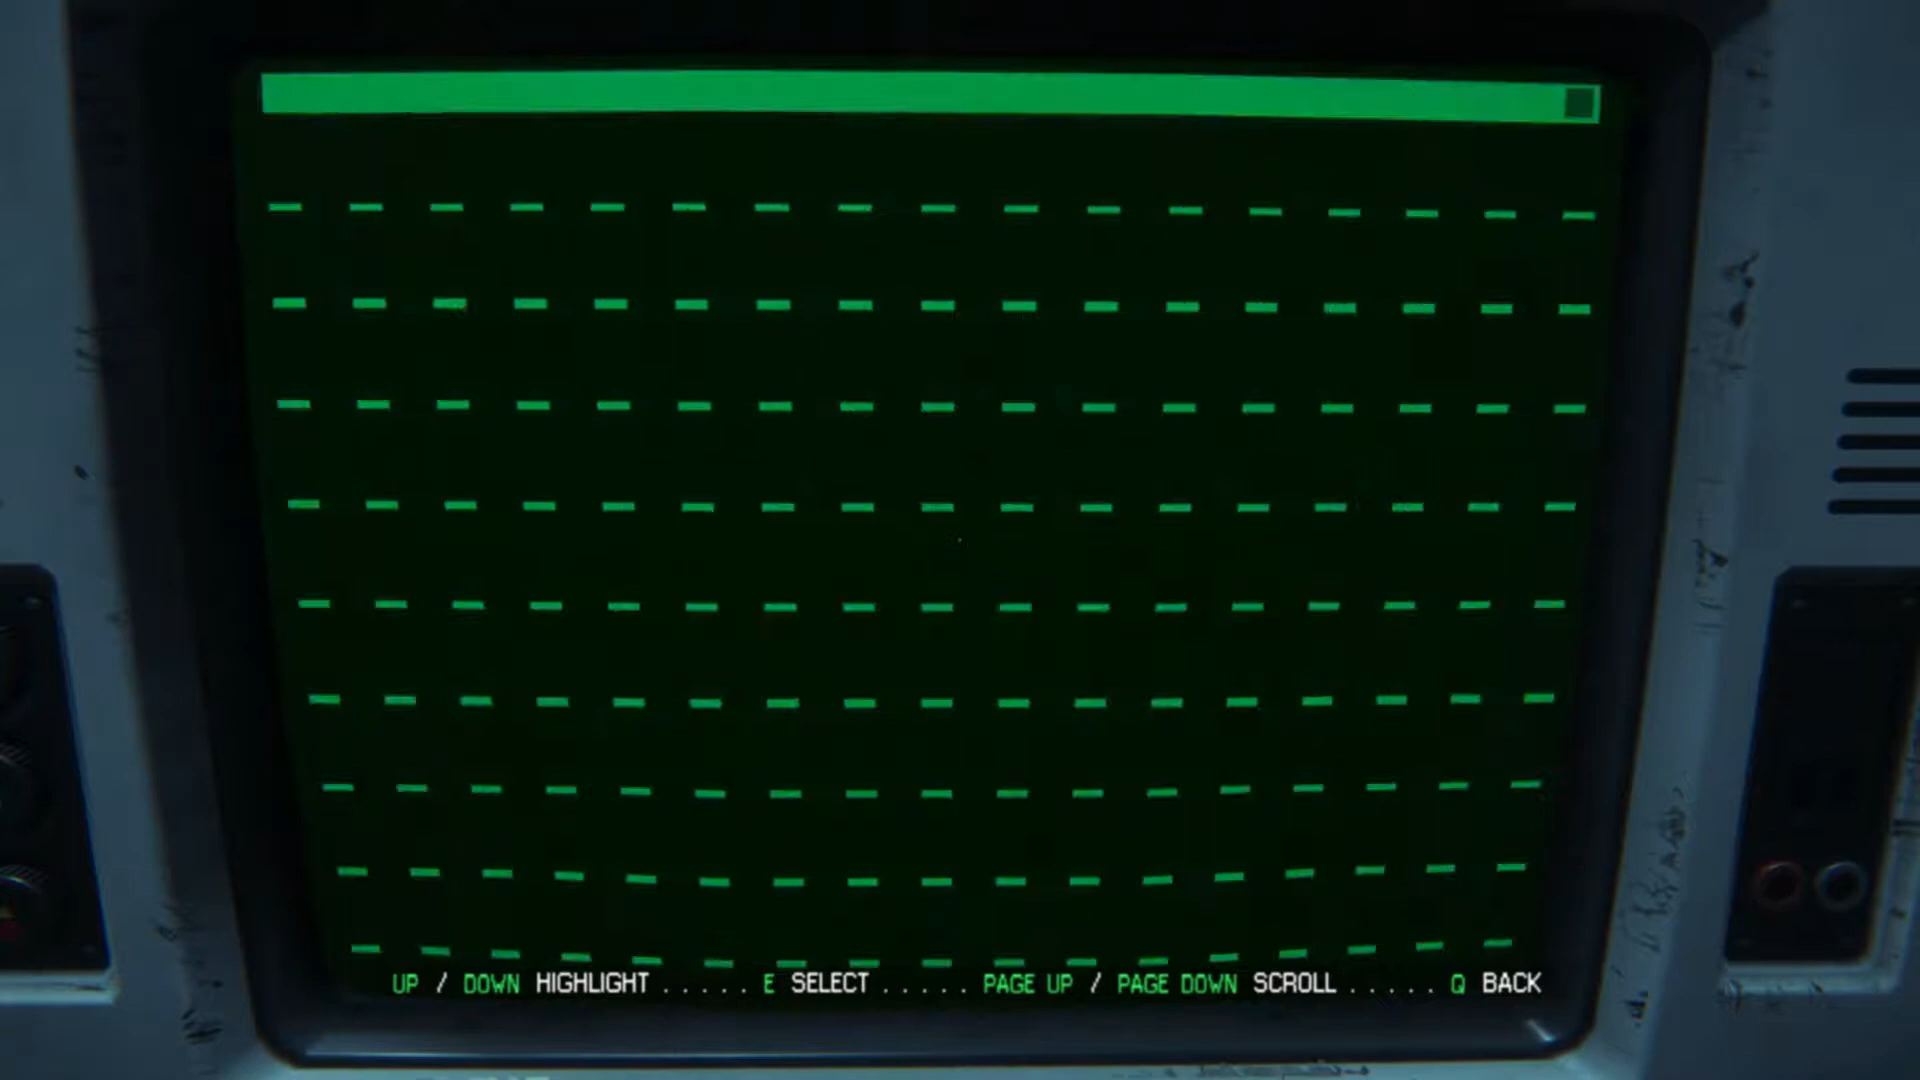 UP / DOWN HIGHLIGHT ..... E SELECT ..... PAGE UP / PAGE DOWN SCROLL ..... Q BACK